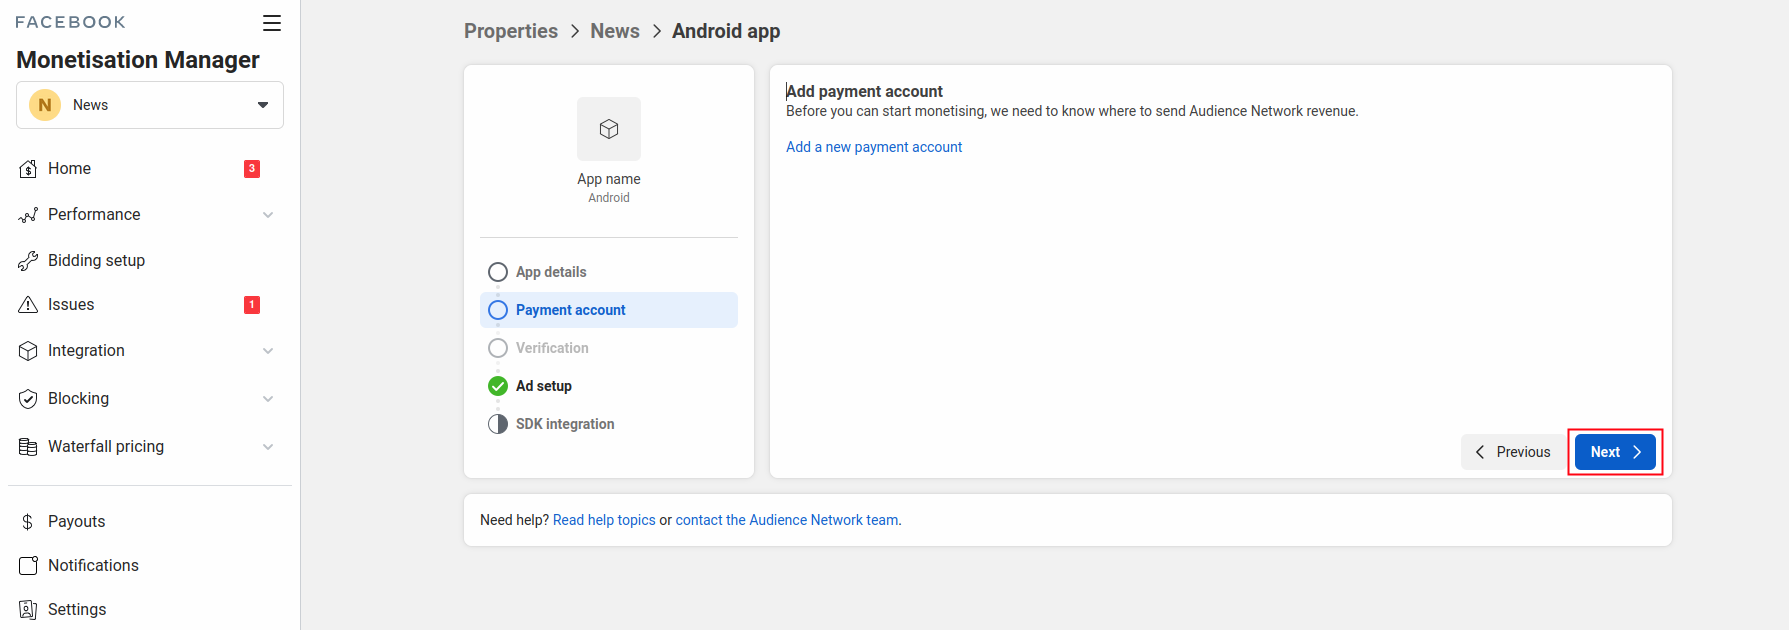 FACEBOOK
Monetisation Manager
N News
Home 3
Performance
Bidding setup
Issues 1
Integration
Blocking
Waterfall pricing
Payouts
Notifications
Settings
Properties > News > Android app
App name
Android
App details
Payment account
Verification
Ad setup
SDK integration
Add payment account
Before you can start monetising, we need to know where to send Audience Network revenue.
Add a new payment account
Previous Next
Need help? Read help topics or contact the Audience Network team.